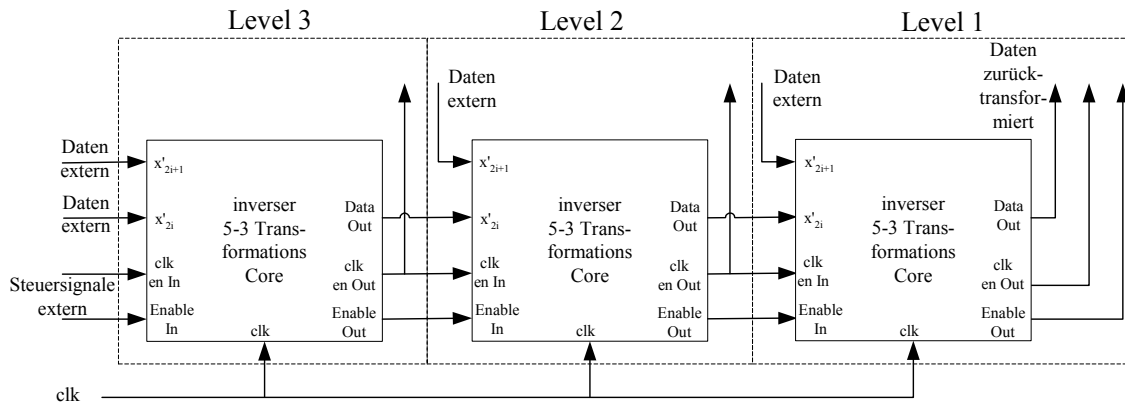 Level 3
Level 2
Level 1
Daten
extern
Daten
extern
Steuersignale
extern
x'2i+1
x'2i
clk
en In
Enable
In
inverser
5-3 Trans-
formations
Core
Data
Out
clk
en Out
Enable
Out
clk
Daten
extern
x'2i+1
x'2i
clk
en In
Enable
In
inverser
5-3 Trans-
formations
Core
Data
Out
clk
en Out
Enable
Out
clk
Daten
extern
x'2i+1
x'2i
clk
en In
Enable
In
inverser
5-3 Trans-
formations
Core
Data
Out
clk
en Out
Enable
Out
clk
Daten
zurück-
transfor-
miert
clk